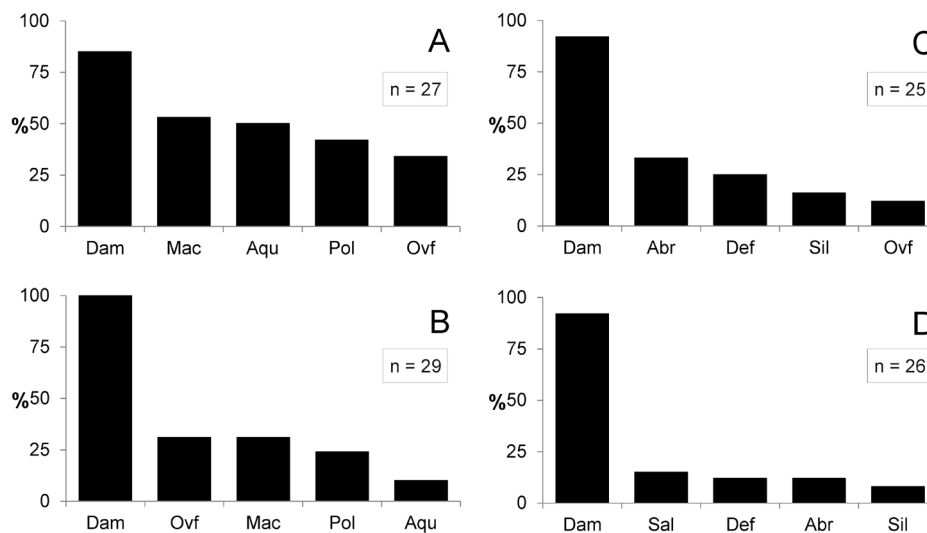 A
n = 27
100
75
%50
25
0
Dam Mac Aqu Pol Ovf
C
n = 25
100
75
%50
25
0
Dam Abr Def Sil Ovf
B
n = 29
100
75
%50
25
0
Dam Ovf Mac Pol Aqu
D
n = 26
100
75
%50
25
0
Dam Sal Def Abr Sil